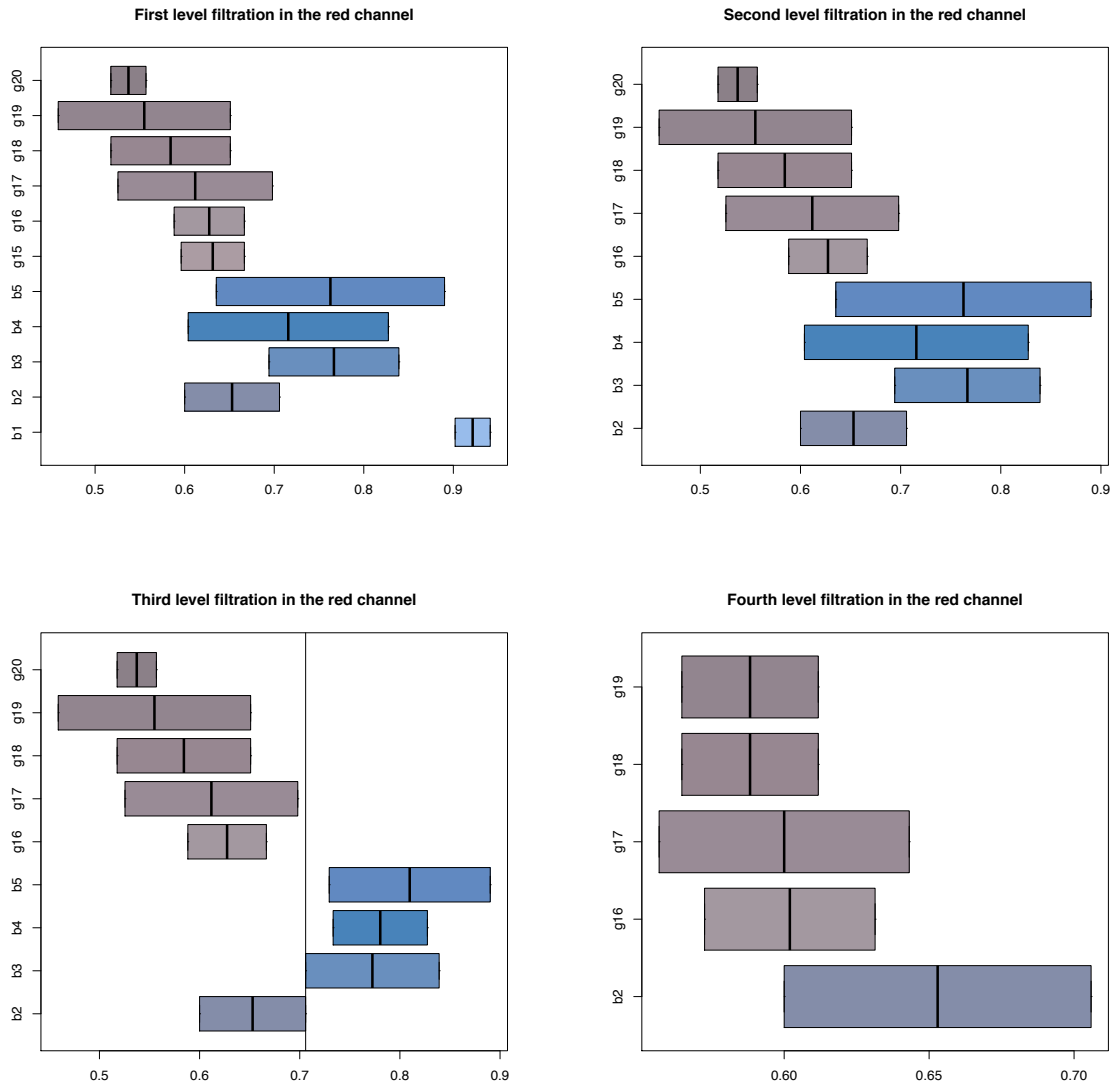 First level filtration in the red channel
g20
g19
g18
g17
g16
g15
b5
b4
b3
b2
b1
0.5 0.6 0.7 0.8 0.9
Second level filtration in the red channel
g20
g19
g18
g17
g16
b5
b4
b3
b2
0.5 0.6 0.7 0.8 0.9
Third level filtration in the red channel
g20
g19
g18
g17
g16
b5
b4
b3
b2
0.5 0.6 0.7 0.8 0.9
Fourth level filtration in the red channel
g19
g18
g17
g16
b2
0.60 0.65 0.70